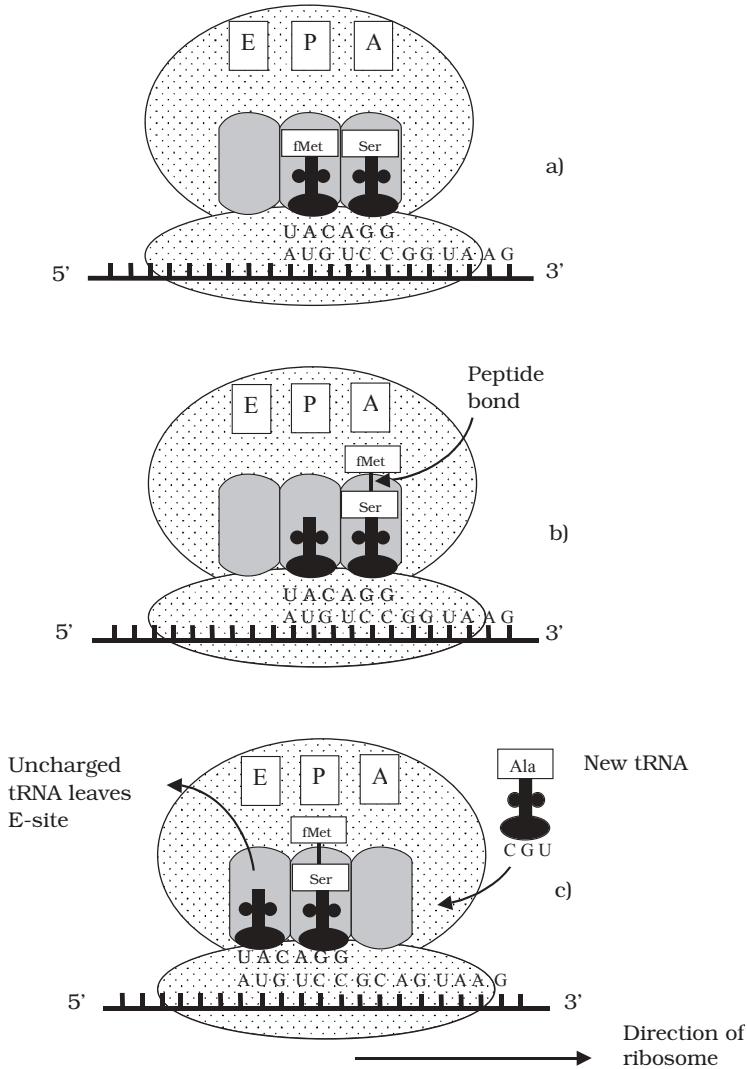 E P A
fMet Ser
a)
U A C A G G
A U G U C C G G U A A G
5’ 3’
Peptide
bond
E P A
fMet
Ser
b)
U A C A G G
A U G U C C G G U A A G
5’ 3’
Uncharged
tRNA leaves
E-site
E P A
Ala
New tRNA
fMet
Ser
C G U
c)
U A C A G G
A U G U C C G C A G U A A G
5’ 3’
Direction of
ribosome